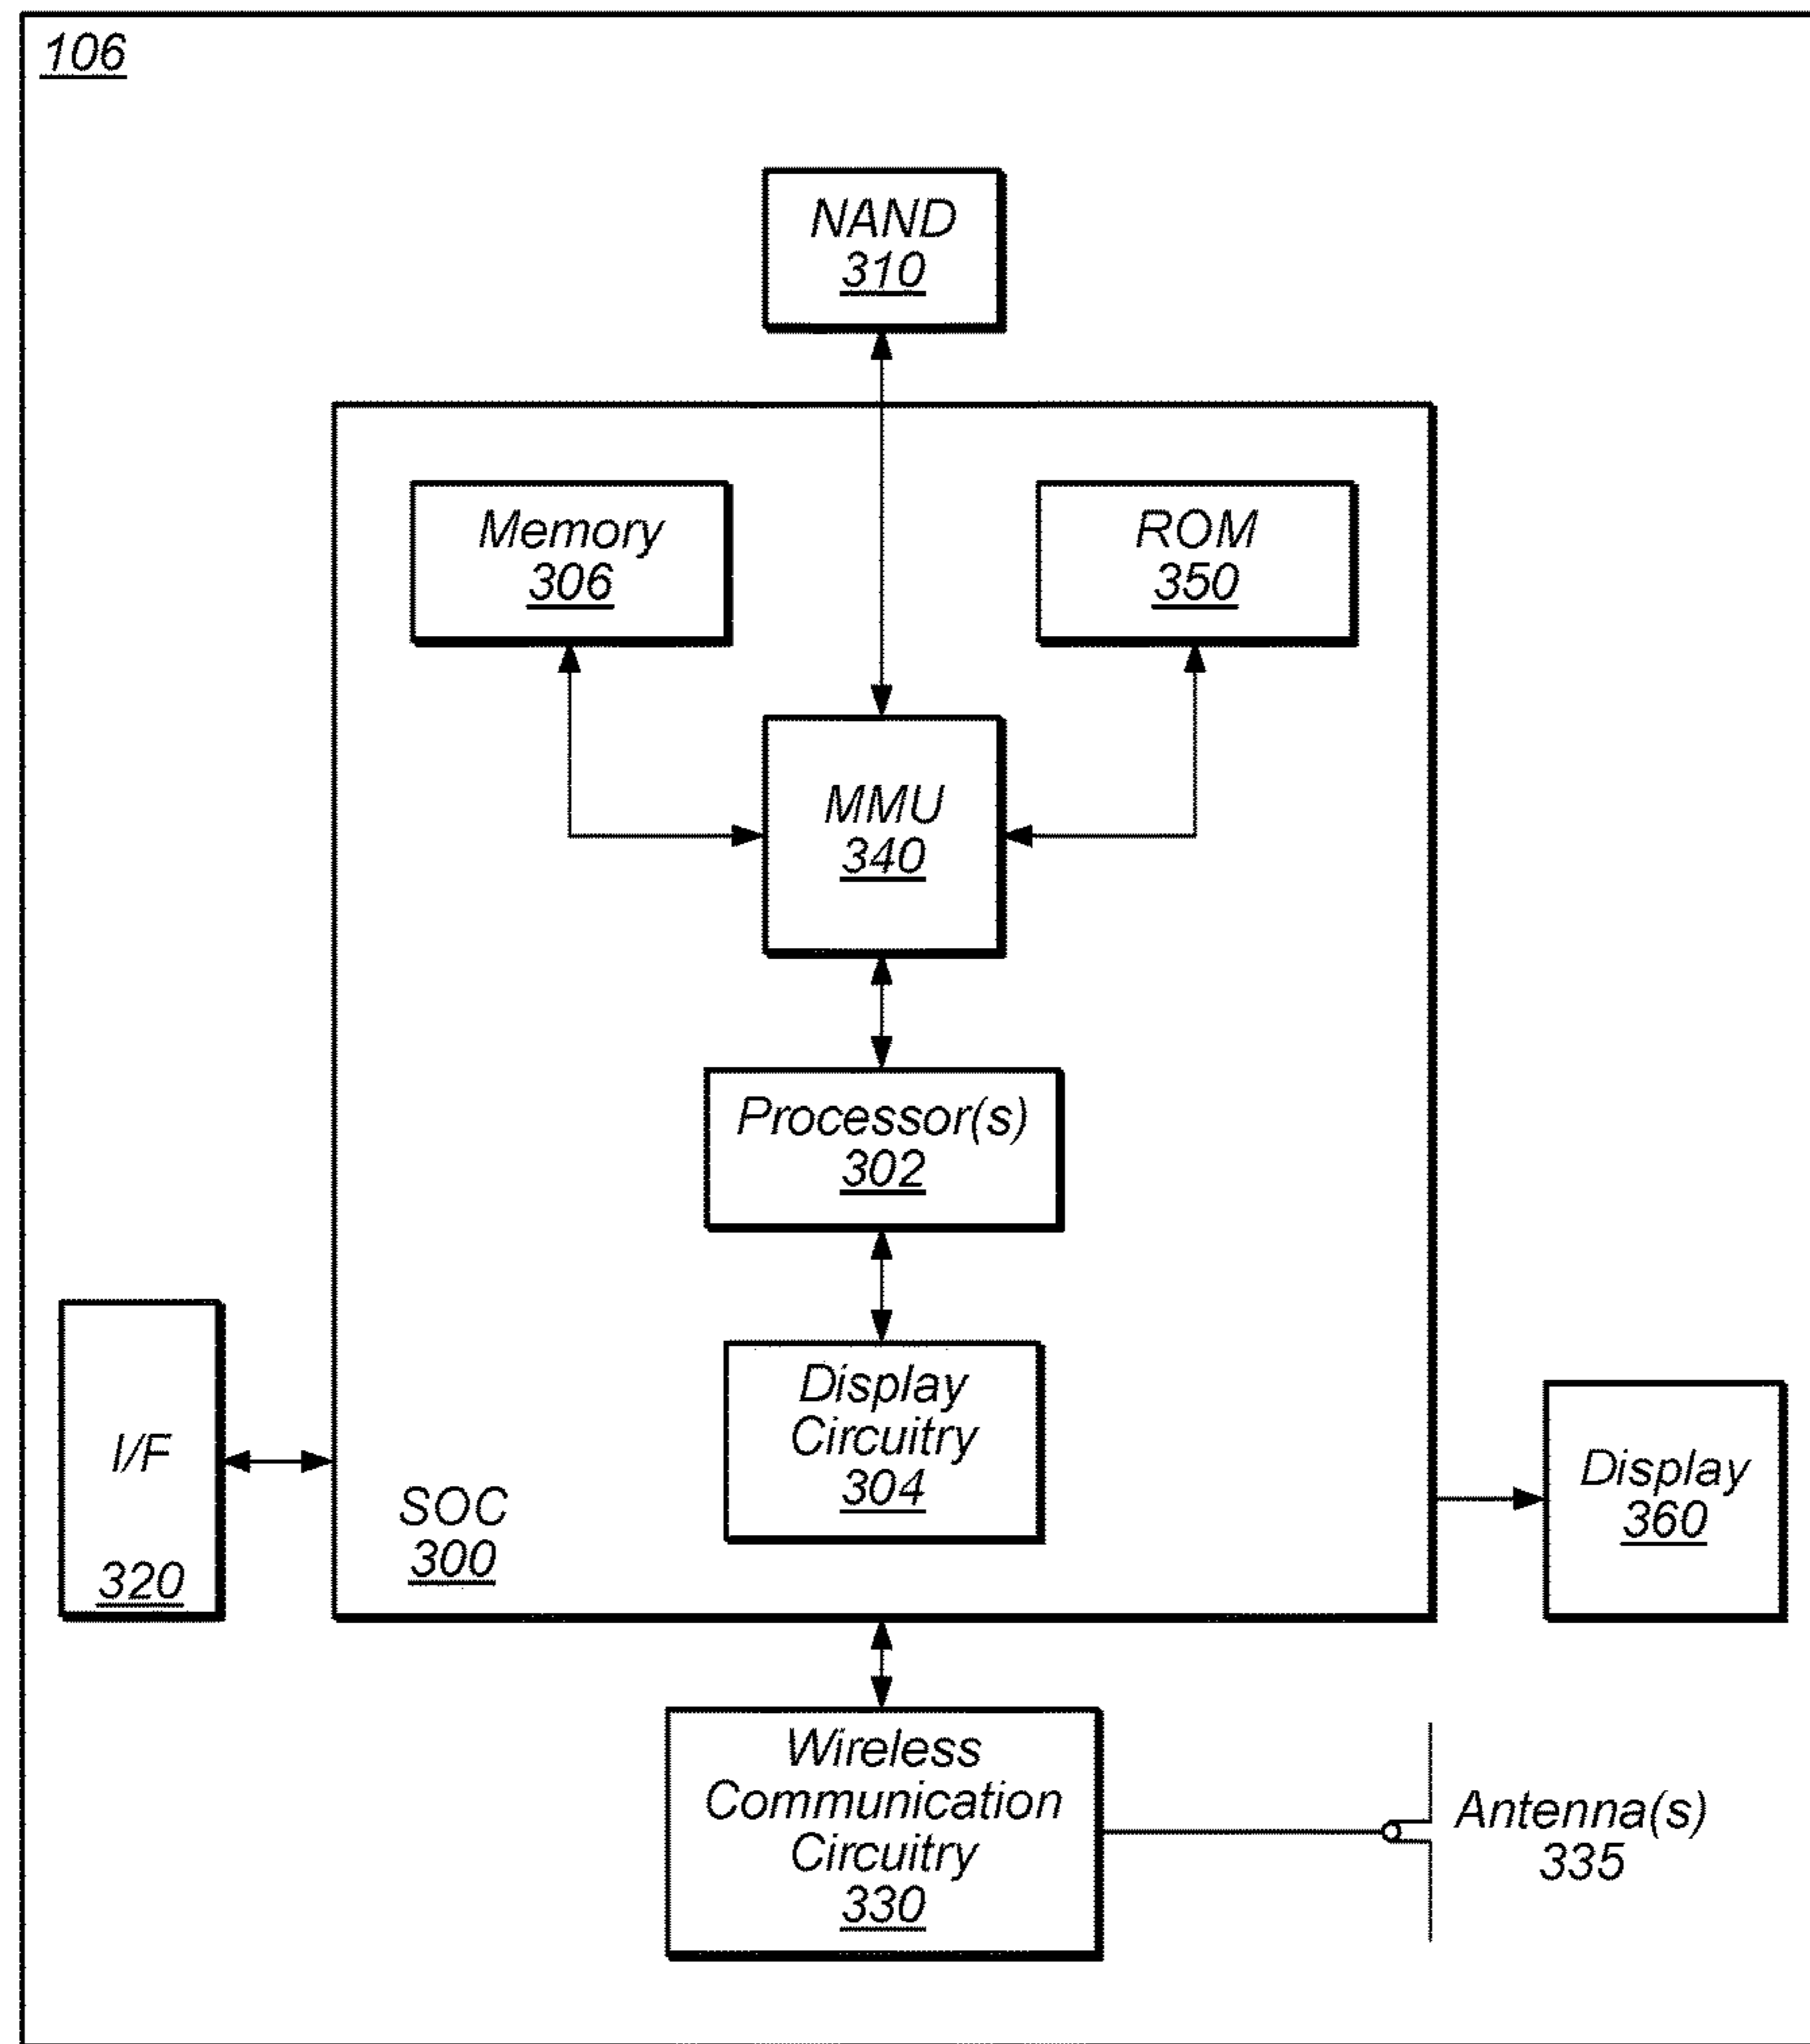 106
NAND
310
Memory
306
ROM
350
MMU
340
Processor(s)
302
Display
Circuitry
304
I/F
320
SOC
300
Display
360
Wireless
Communication
Circuitry
330
Antenna(s)
335